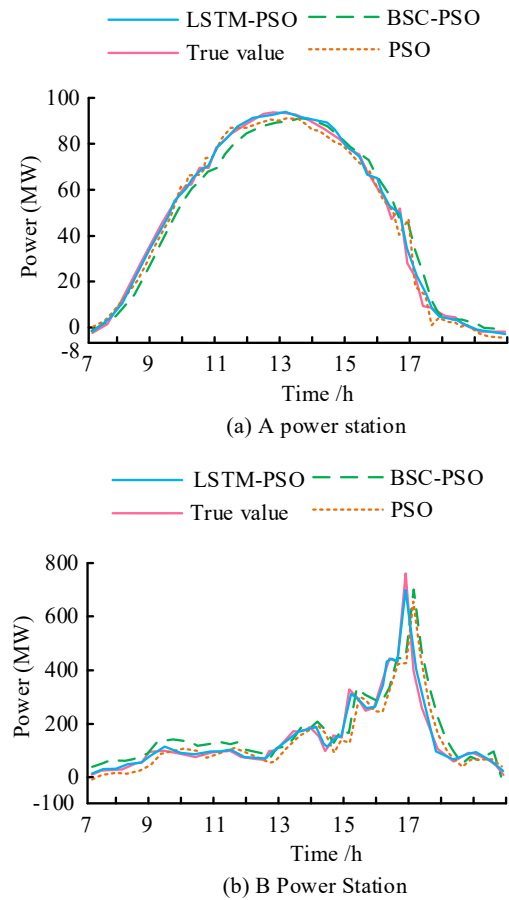 LSTM-PSO BSC-PSO
True value PSO
100
80
60
40
20
0
-8
Power (MW)
7 9 11 13 15 17
Time /h
(a) A power station
LSTM-PSO BSC-PSO
True value PSO
800
600
400
200
0
-100
Power (MW)
7 9 11 13 15 17
Time /h
(b) B Power Station